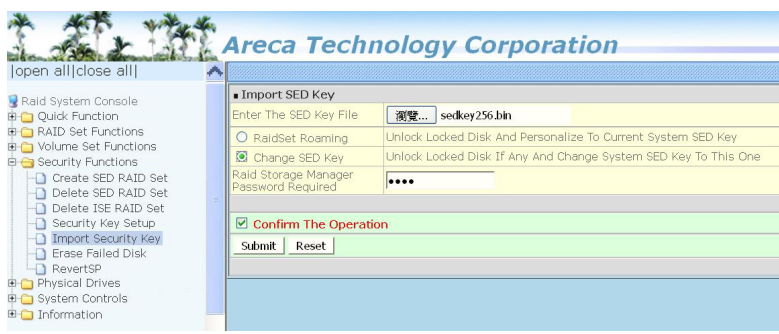 Areca Technology Corporation
|open all|close all|
Raid System Console
Quick Function
RAID Set Functions
Volume Set Functions
Security Functions
Create SED RAID Set
Delete SED RAID Set
Delete ISE RAID Set
Security Key Setup
Import Security Key
Erase Failed Disk
RevertSP
Physical Drives
System Controls
Information
Import SED Key
Enter The SED Key File 瀏覽... sedkey256.bin
RaidSet Roaming Unlock Locked Disk And Personalize To Current System SED Key
Change SED Key Unlock Locked Disk If Any And Change System SED Key To This One
Raid Storage Manager
Password Required ••••
Confirm The Operation
Submit Reset